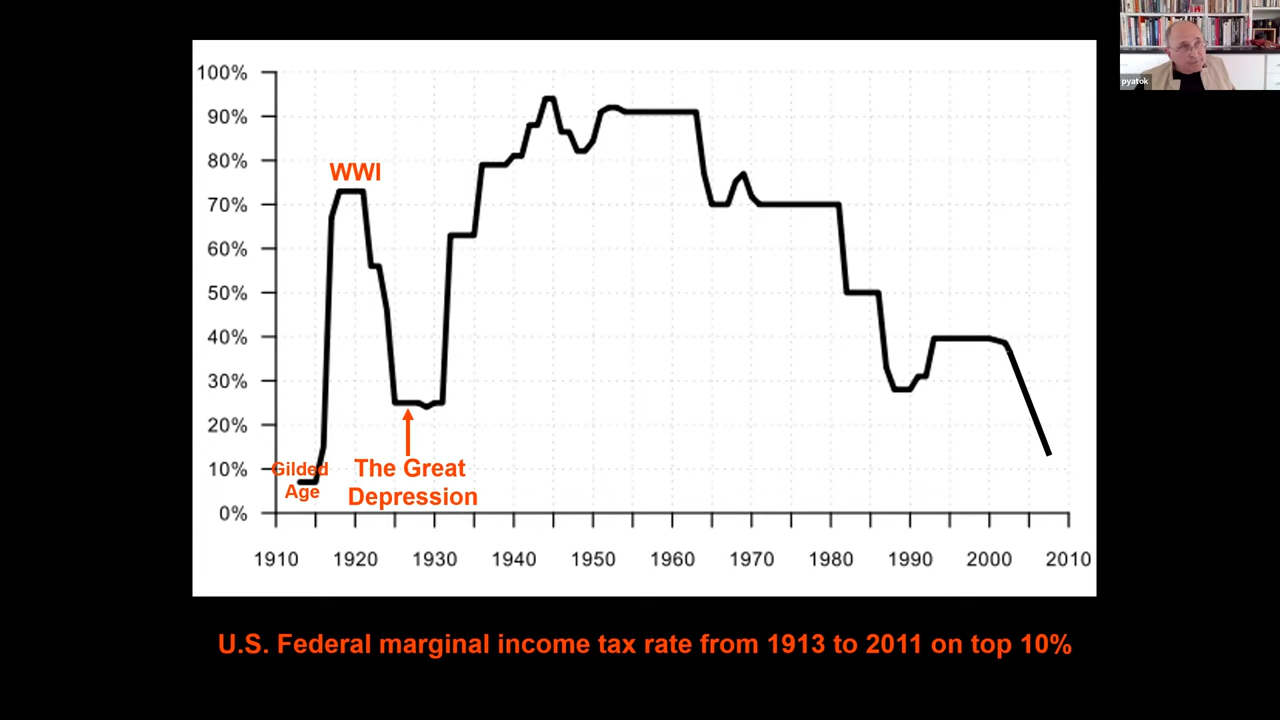 pyatok
100%
90%
80%
70%
60%
50%
40%
30%
20%
10%
0%
WWI
Gilded
Age
The Great
Depression
1910 1920 1930 1940 1950 1960 1970 1980 1990 2000 2010
U.S. Federal marginal income tax rate from 1913 to 2011 on top 10%